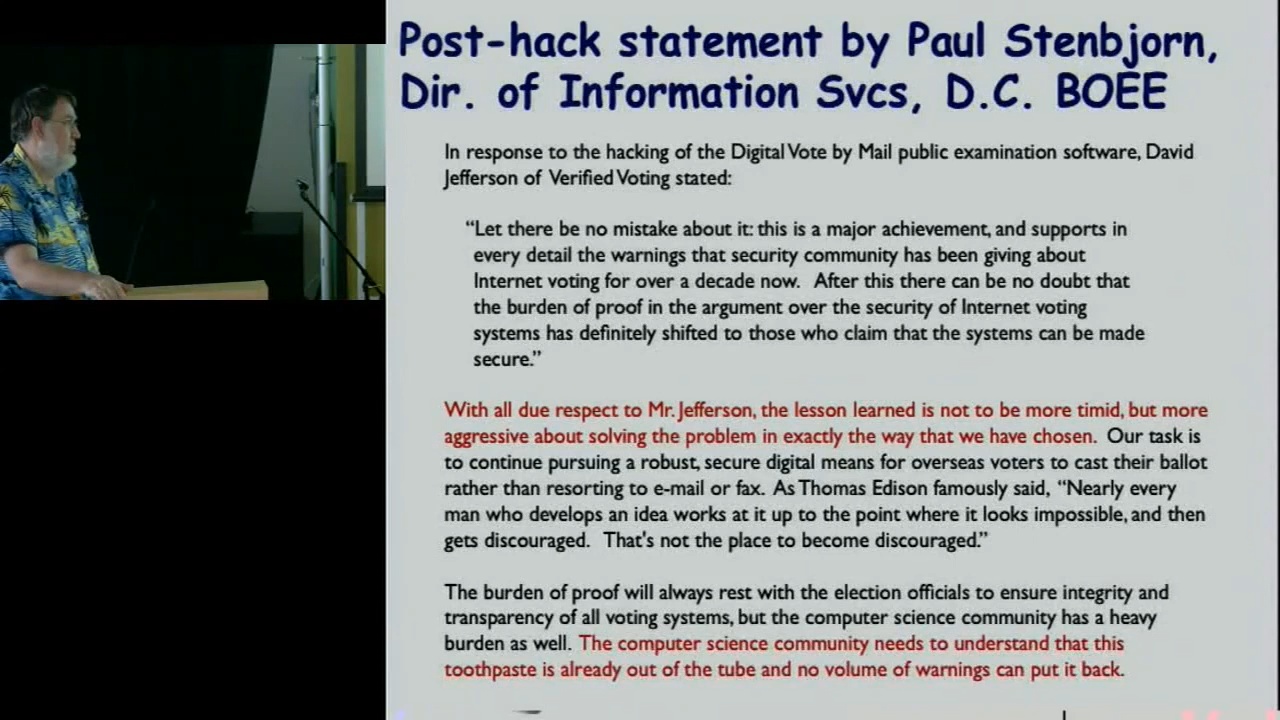 Post-hack statement by Paul Stenbjorn,
Dir. of Information Svcs, D.C. BOEE
In response to the hacking of the Digital Vote by Mail public examination software, David
Jefferson of Verified Voting stated:
“Let there be no mistake about it: this is a major achievement, and supports in
every detail the warnings that security community has been giving about
Internet voting for over a decade now. After this there can be no doubt that
the burden of proof in the argument over the security of Internet voting
systems has definitely shifted to those who claim that the systems can be made
secure.”
With all due respect to Mr. Jefferson, the lesson learned is not to be more timid, but more
aggressive about solving the problem in exactly the way that we have chosen. Our task is
to continue pursuing a robust, secure digital means for overseas voters to cast their ballot
rather than resorting to e-mail or fax. As Thomas Edison famously said, “Nearly every
man who develops an idea works at it up to the point where it looks impossible, and then
gets discouraged. That's not the place to become discouraged.”
The burden of proof will always rest with the election officials to ensure integrity and
transparency of all voting systems, but the computer science community has a heavy
burden as well. The computer science community needs to understand that this
toothpaste is already out of the tube and no volume of warnings can put it back.